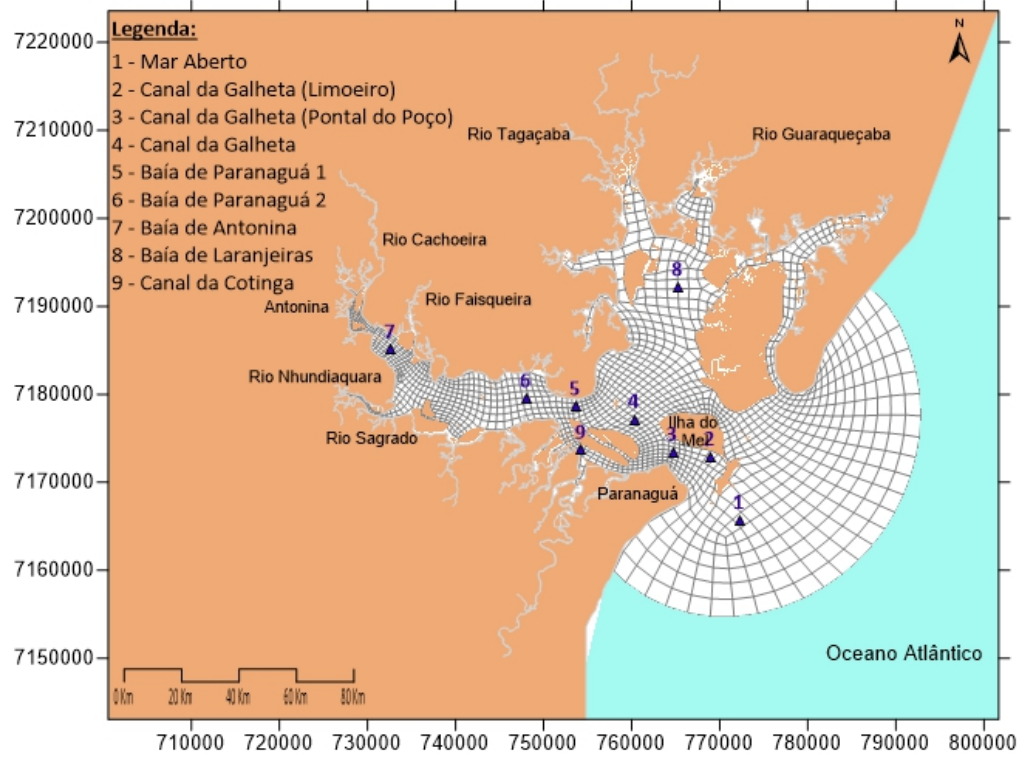 Legenda:
1 - Mar Aberto
2 - Canal da Galheta (Limoeiro)
3 - Canal da Galheta (Pontal do Poço)
4 - Canal da Galheta
5 - Baía de Paranaguá 1
6 - Baía de Paranaguá 2
7 - Baía de Antonina
8 - Baía de Laranjeiras
9 - Canal da Cotinga
N
7220000
7210000
7200000
7190000
7180000
7170000
7160000
7150000
Rio Tagaçaba
Rio Guaraqueçaba
Rio Cachoeira
8
Rio Faisqueira
Antonina
7
Rio Nhundiaquara
6
5
4
Ilha do
Mel
3
2
9
Rio Sagrado
Paranaguá
1
Oceano Atlântico
0 Km 20 Km 40 Km 60 Km 80 Km
710000 720000 730000 740000 750000 760000 770000 780000 790000 800000